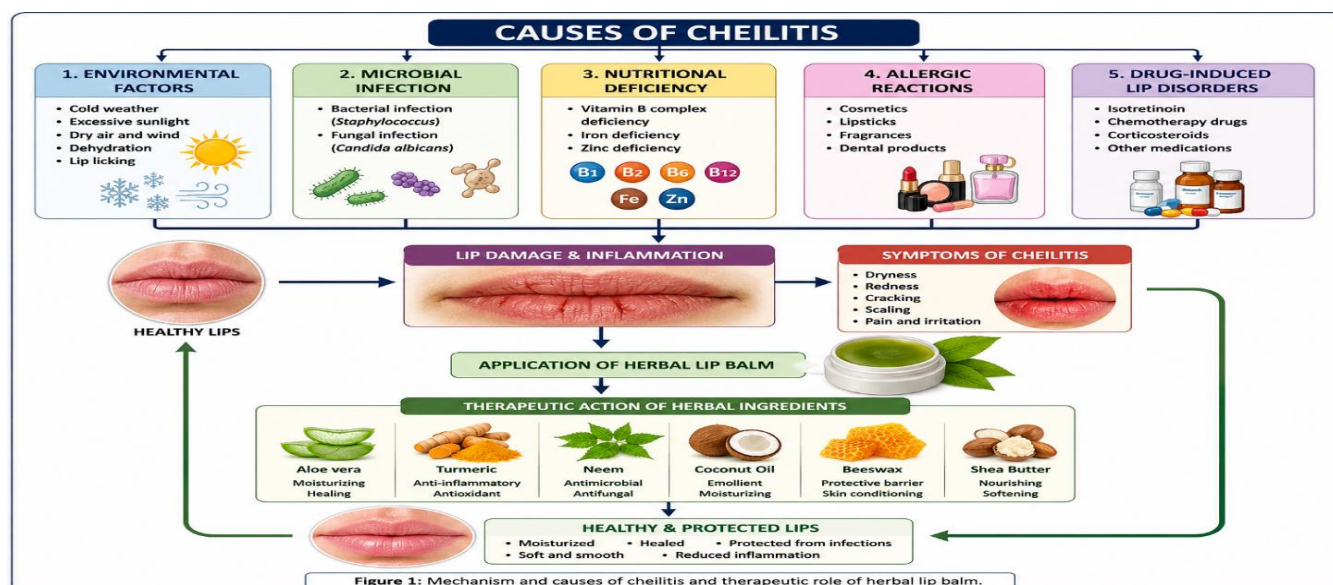 CAUSES OF CHEILITIS
1. ENVIRONMENTAL
FACTORS
• Cold weather
• Excessive sunlight
• Dry air and wind
• Dehydration
• Lip licking
2. MICROBIAL
INFECTION
• Bacterial infection
(Staphylococcus)
• Fungal infection
(Candida albicans)
3. NUTRITIONAL
DEFICIENCY
• Vitamin B complex
deficiency
• Iron deficiency
• Zinc deficiency
B1 B2 B6 B12
Fe Zn
4. ALLERGIC
REACTIONS
• Cosmetics
• Lipsticks
• Fragrances
• Dental products
5. DRUG-INDUCED
LIP DISORDERS
• Isotretinoin
• Chemotherapy drugs
• Corticosteroids
• Other medications
HEALTHY LIPS
LIP DAMAGE & INFLAMMATION
SYMPTOMS OF CHEILITIS
• Dryness
• Redness
• Cracking
• Scaling
• Pain and irritation
APPLICATION OF HERBAL LIP BALM
THERAPEUTIC ACTION OF HERBAL INGREDIENTS
Aloe vera
Moisturizing
Healing
Turmeric
Anti-inflammatory
Antioxidant
Neem
Antimicrobial
Antifungal
Coconut Oil
Emollient
Moisturizing
Beeswax
Protective barrier
Skin conditioning
Shea Butter
Nourishing
Softening
HEALTHY & PROTECTED LIPS
• Moisturized • Healed • Protected from infections
• Soft and smooth • Reduced inflammation
Figure 1: Mechanism and causes of cheilitis and therapeutic role of herbal lip balm.